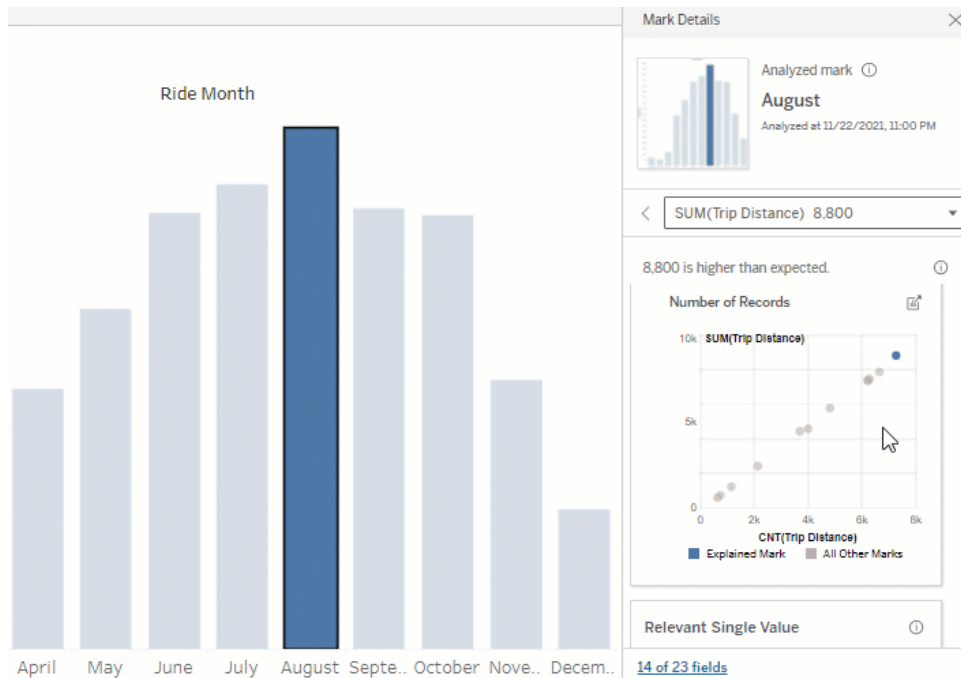 Ride Month
April May June July August Septe.. October Nove.. Decem..
Mark Details
Analyzed mark
August
Analyzed at 11/22/2021, 11:00 PM
SUM(Trip Distance) 8,800
8,800 is higher than expected.
Number of Records
SUM(Trip Distance)
10k
5k
0
0 2k 4k 6k 8k
CNT(Trip Distance)
Explained Mark All Other Marks
Relevant Single Value
14 of 23 fields